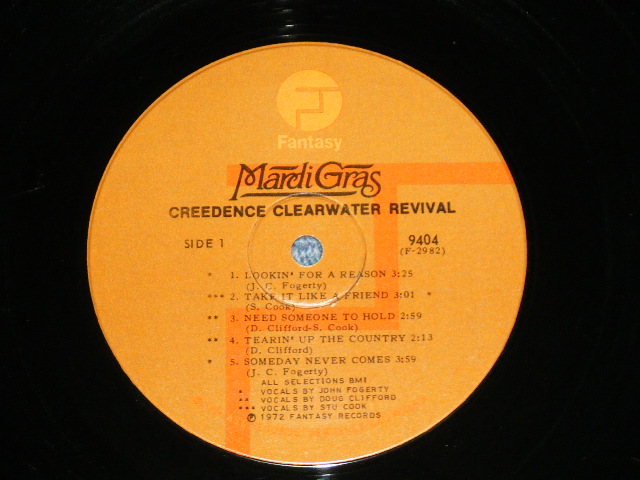 Fantasy
Mardi Gras
CREEDENCE CLEARWATER REVIVAL
SIDE 1
9404
(F-2982)
* 1. LOOKIN' FOR A REASON 3:25
(J. C. Fogerty)
*** 2. TAKE IT LIKE A FRIEND 3:01 *
(S. Cook)
** 3. NEED SOMEONE TO HOLD 2:59
(D. Clifford-S. Cook)
** 4. TEARIN' UP THE COUNTRY 2:13
(D. Clifford)
* 5. SOMEDAY NEVER COMES 3:59
(J. C. Fogerty)
ALL SELECTIONS BMI
* VOCALS BY JOHN FOGERTY
** VOCALS BY DOUG CLIFFORD
*** VOCALS BY STU COOK
℗ 1972 FANTASY RECORDS